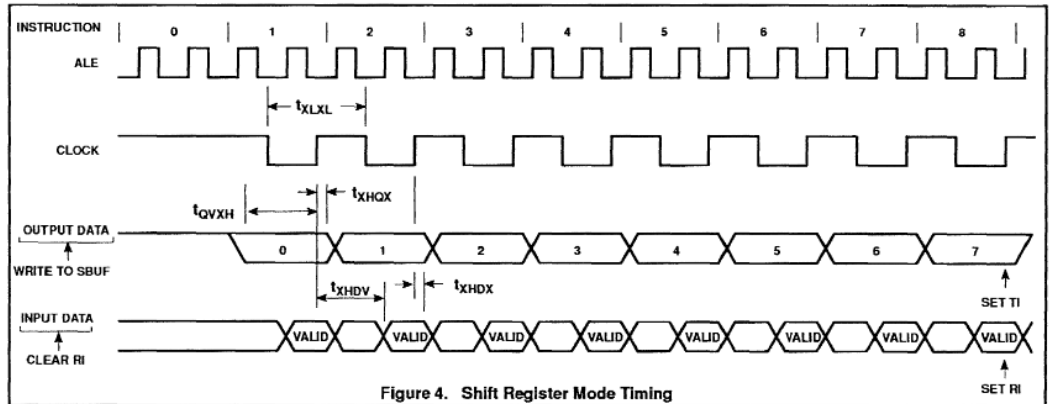 INSTRUCTION 0 1 2 3 4 5 6 7 8
ALE
tXLXL
CLOCK
tXHQX
tQVXH
OUTPUT DATA 0 1 2 3 4 5 6 7
WRITE TO SBUF
tXHDV tXHDX
SET TI
INPUT DATA VALID VALID VALID VALID VALID VALID VALID VALID
CLEAR RI
SET RI
Figure 4. Shift Register Mode Timing